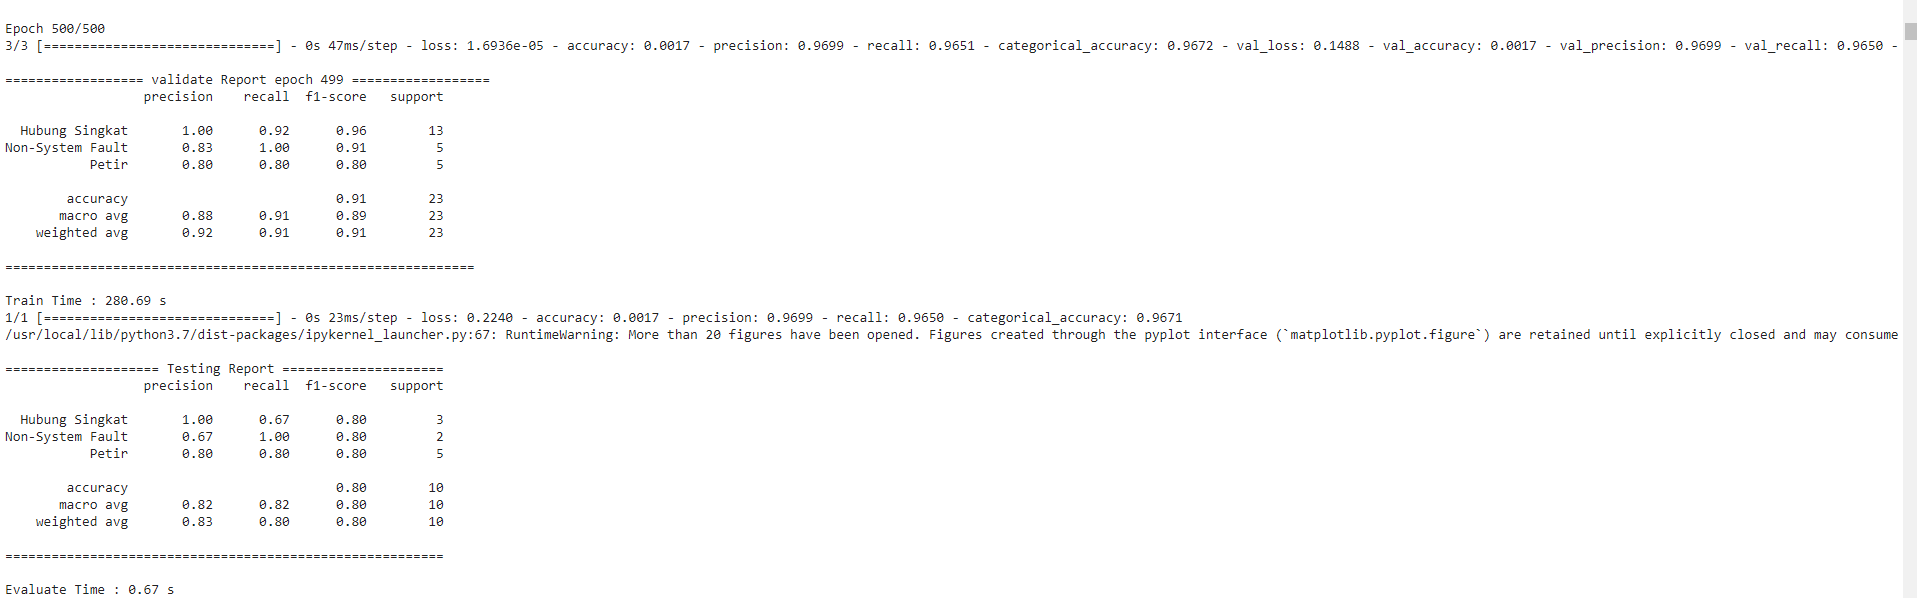 Epoch 500/500
3/3 [==============================] - 0s 47ms/step - loss: 1.6936e-05 - accuracy: 0.0017 - precision: 0.9699 - recall: 0.9651 - categorical_accuracy: 0.9672 - val_loss: 0.1488 - val_accuracy: 0.0017 - val_precision: 0.9699 - val_recall: 0.9650 -
================== validate Report epoch 499 ==================
precision recall f1-score support
Hubung Singkat 1.00 0.92 0.96 13
Non-System Fault 0.83 1.00 0.91 5
Petir 0.80 0.80 0.80 5
accuracy 0.91 23
macro avg 0.88 0.91 0.89 23
weighted avg 0.92 0.91 0.91 23
=============================================================
Train Time : 280.69 s
1/1 [==============================] - 0s 23ms/step - loss: 0.2240 - accuracy: 0.0017 - precision: 0.9699 - recall: 0.9650 - categorical_accuracy: 0.9671
/usr/local/lib/python3.7/dist-packages/ipykernel_launcher.py:67: RuntimeWarning: More than 20 figures have been opened. Figures created through the pyplot interface (`matplotlib.pyplot.figure`) are retained until explicitly closed and may consume
==================== Testing Report =====================
precision recall f1-score support
Hubung Singkat 1.00 0.67 0.80 3
Non-System Fault 0.67 1.00 0.80 2
Petir 0.80 0.80 0.80 5
accuracy 0.80 10
macro avg 0.82 0.82 0.80 10
weighted avg 0.83 0.80 0.80 10
=========================================================
Evaluate Time : 0.67 s